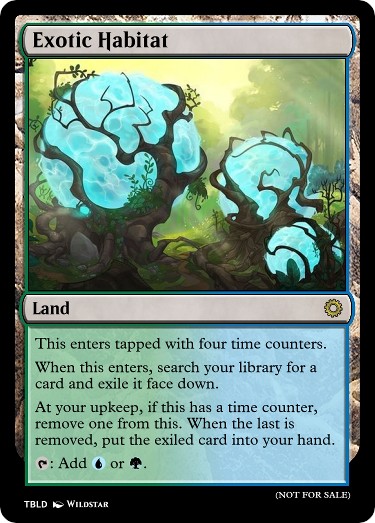 Exotic Habitat
Land
This enters tapped with four time counters.
When this enters, search your library for a
card and exile it face down.
At your upkeep, if this has a time counter,
remove one from this. When the last is
removed, put the exiled card into your hand.
: Add or .
TBLD Wildstar
(NOT FOR SALE)